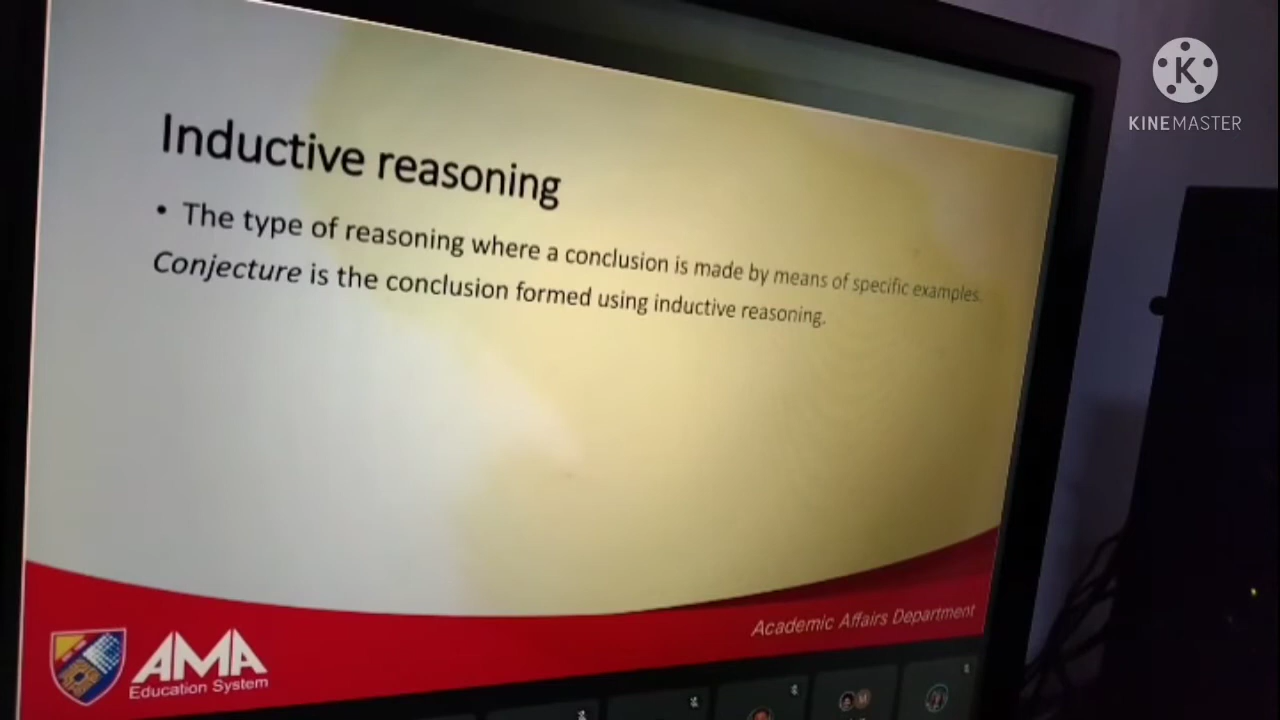 Inductive reasoning
• The type of reasoning where a conclusion is made by means of specific examples.
Conjecture is the conclusion formed using inductive reasoning.
Academic Affairs Department
AMA
Education System
K
KINEMASTER
M